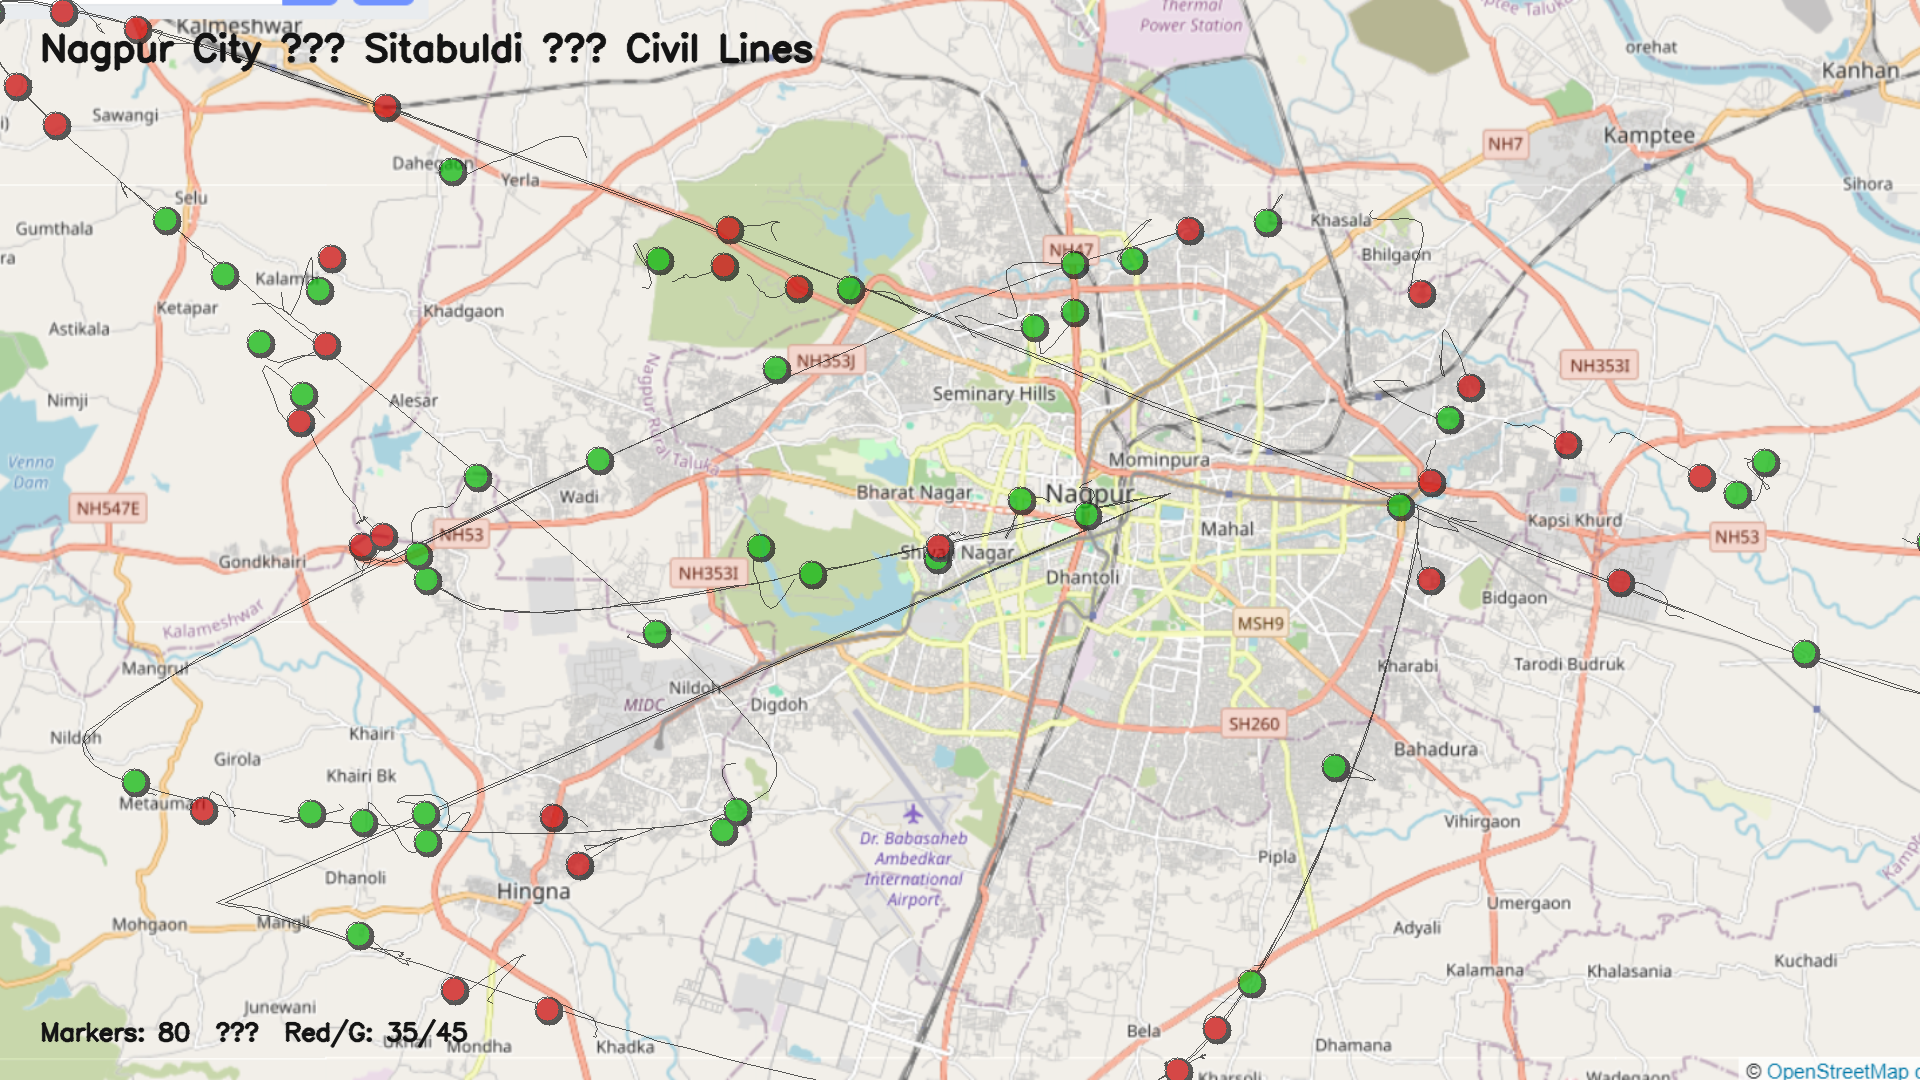 Thermal
Power Station
ptee Taluka
Kalmeshwar
Nagpur City ??? Sitabuldi ??? Civil Lines
orehat
Kanhan
Sawangi
NH7
Kamptee
Dahegaon
Yerla
Sihora
Selu
Gumthala
Khasala
NH47
Bhilgaon
Kalambi
Ketapar
Khadgaon
Astikala
NH353J
NH353I
Nagpur Rural Taluka
Seminary Hills
Nimji
Alesar
Mominpura
Venna
Dam
Bharat Nagar
Nagpur
Wadi
NH547E
Kapsi Khurd
Mahal
NH53
NH53
Gondkhairi
Shivaji Nagar
NH353I
Dhantoli
Bidgaon
Kalameshwar
MSH9
Mangrul
Kharabi
Tarodi Budruk
Nildoh
MIDC
Digdoh
SH260
Nildoh
Khairi
Bahadura
Girola
Khairi Bk
Metaumari
Vihirgaon
Dr. Babasaheb
Ambedkar
International
Airport
Pipla
Dhanoli
Hingna
Umergaon
Mohgaon
Mangli
Adyali
Kalamana
Khalasania
Kuchadi
Junewani
Markers: 80 ??? Red/G: 35/45
Bela
Mondha
Khadka
Dhamana
Kharsoli
Wadegaon
© OpenStreetMap